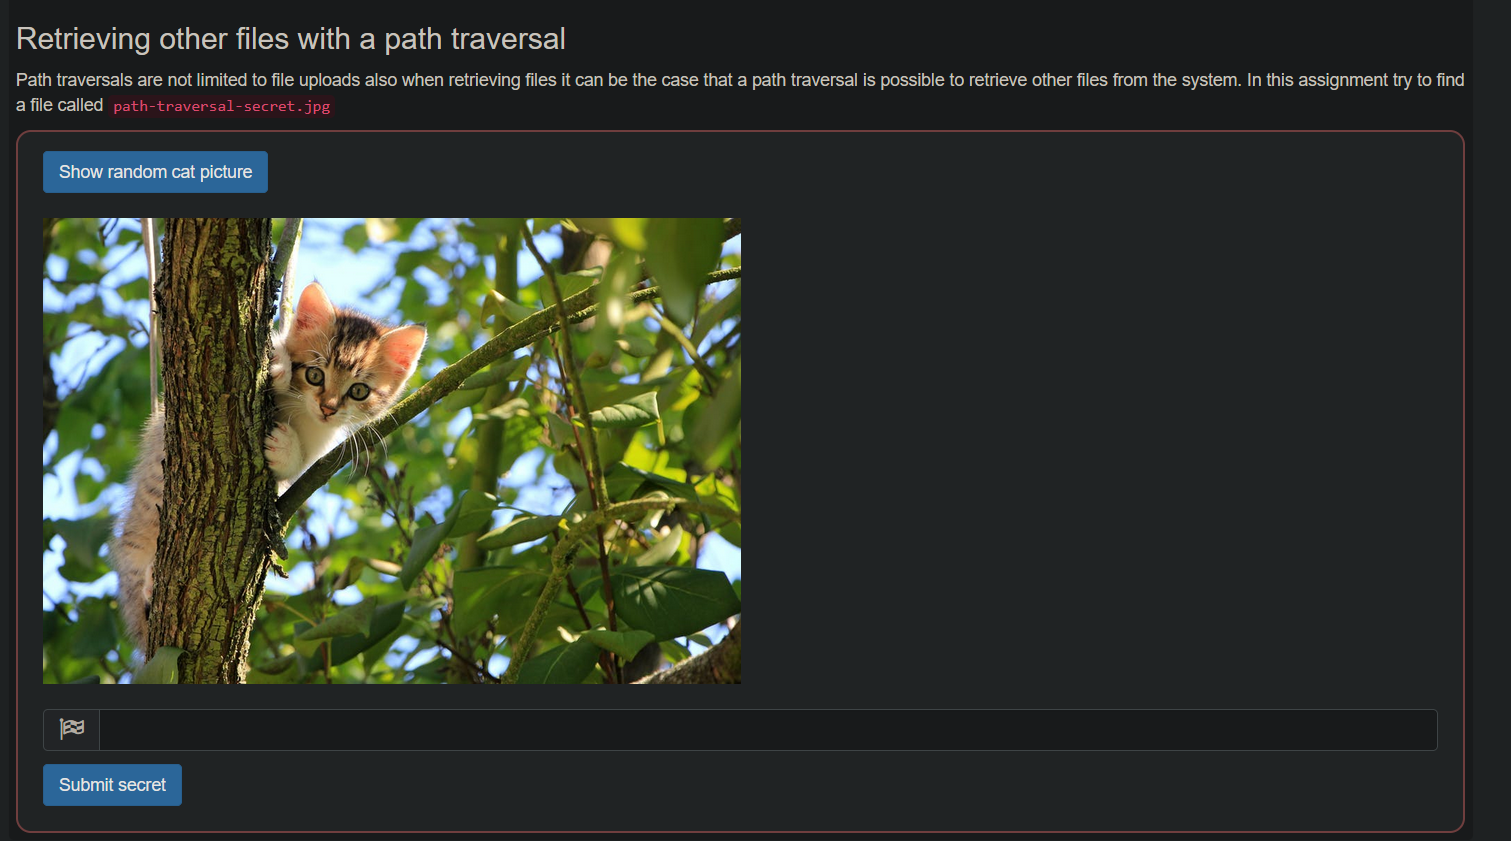 Retrieving other files with a path traversal
Path traversals are not limited to file uploads also when retrieving files it can be the case that a path traversal is possible to retrieve other files from the system. In this assignment try to find
a file called path-traversal-secret.jpg
Show random cat picture
Submit secret